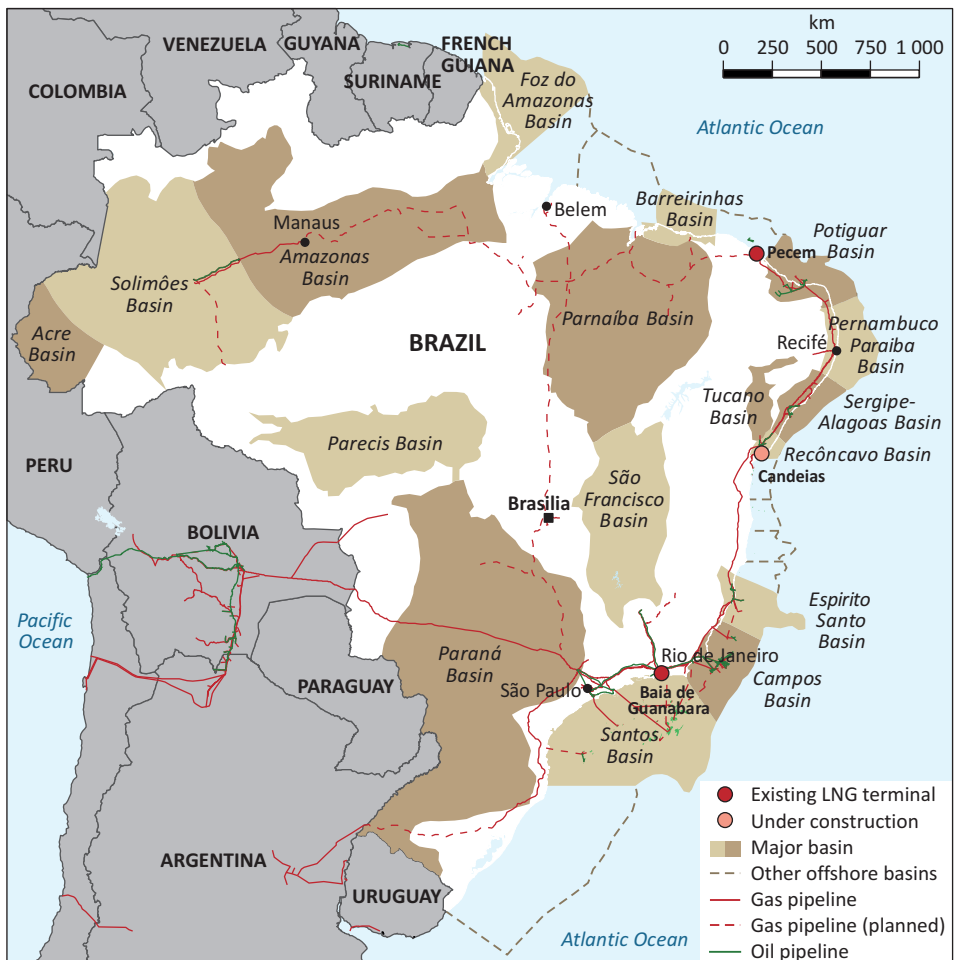 VENEZUELA
GUYANA
FRENCH
GUIANA
km
0 250 500 750 1 000
COLOMBIA
SURINAME
Foz do
Amazonas
Basin
Atlantic Ocean
Barreirinhas
Basin
Belem
Manaus
Amazonas
Basin
Potiguar
Basin
Pecem
Solimôes
Basin
Parnaíba Basin
Pernambuco
Paraiba
Basin
Acre
Basin
BRAZIL
Recifé
Tucano
Basin
Sergipe-
Alagoas Basin
Parecis Basin
Recôncavo Basin
Candeias
PERU
São
Francisco
Basin
Brasilia
BOLIVIA
Pacific
Ocean
Espirito
Santo
Basin
Paraná
Basin
Rio de Janeiro
PARAGUAY
São Paulo
Baia de
Guanabara
Campos
Basin
Santos
Basin
ARGENTINA
URUGUAY
Atlantic Ocean
Existing LNG terminal
Under construction
Major basin
Other offshore basins
Gas pipeline
Gas pipeline (planned)
Oil pipeline